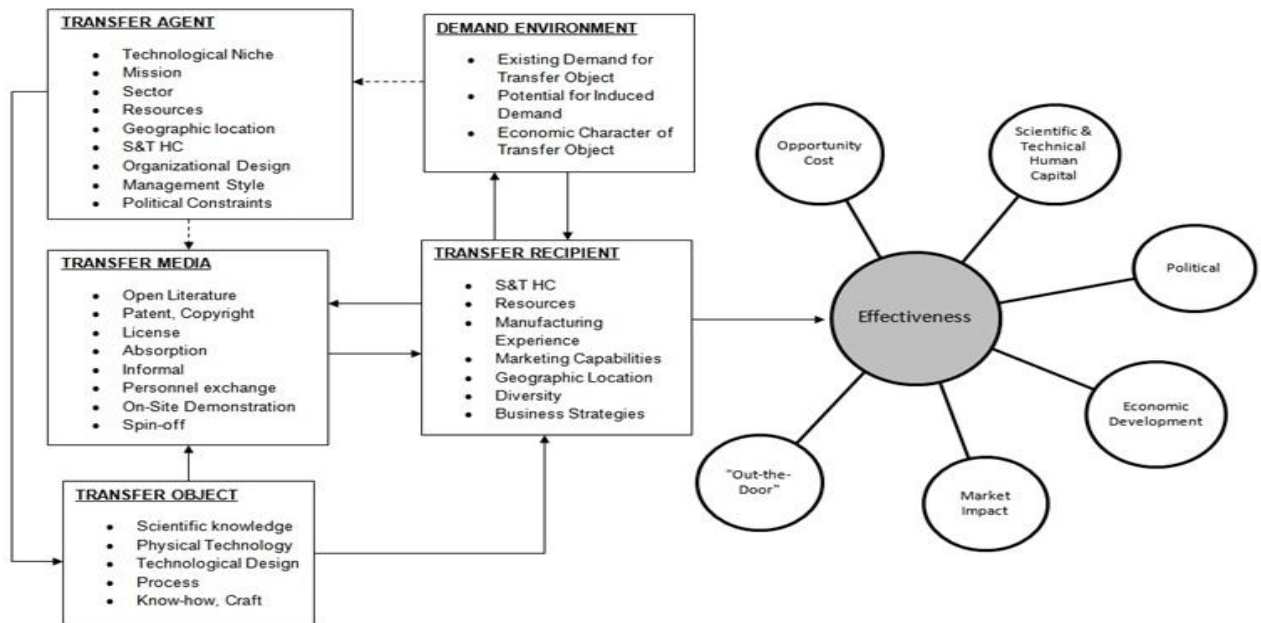 TRANSFER AGENT
• Technological Niche
• Mission
• Sector
• Resources
• Geographic location
• S&T HC
• Organizational Design
• Management Style
• Political Constraints
DEMAND ENVIRONMENT
• Existing Demand for
Transfer Object
• Potential for Induced
Demand
• Economic Character of
Transfer Object
TRANSFER MEDIA
• Open Literature
• Patent, Copyright
• License
• Absorption
• Informal
• Personnel exchange
• On-Site Demonstration
• Spin-off
TRANSFER RECIPIENT
• S&T HC
• Resources
• Manufacturing
Experience
• Marketing Capabilities
• Geographic Location
• Diversity
• Business Strategies
TRANSFER OBJECT
• Scientific knowledge
• Physical Technology
• Technological Design
• Process
• Know-how, Craft
Effectiveness
Opportunity
Cost
Scientific &
Technical
Human
Capital
Political
Economic
Development
Market
Impact
"Out-the-
Door"